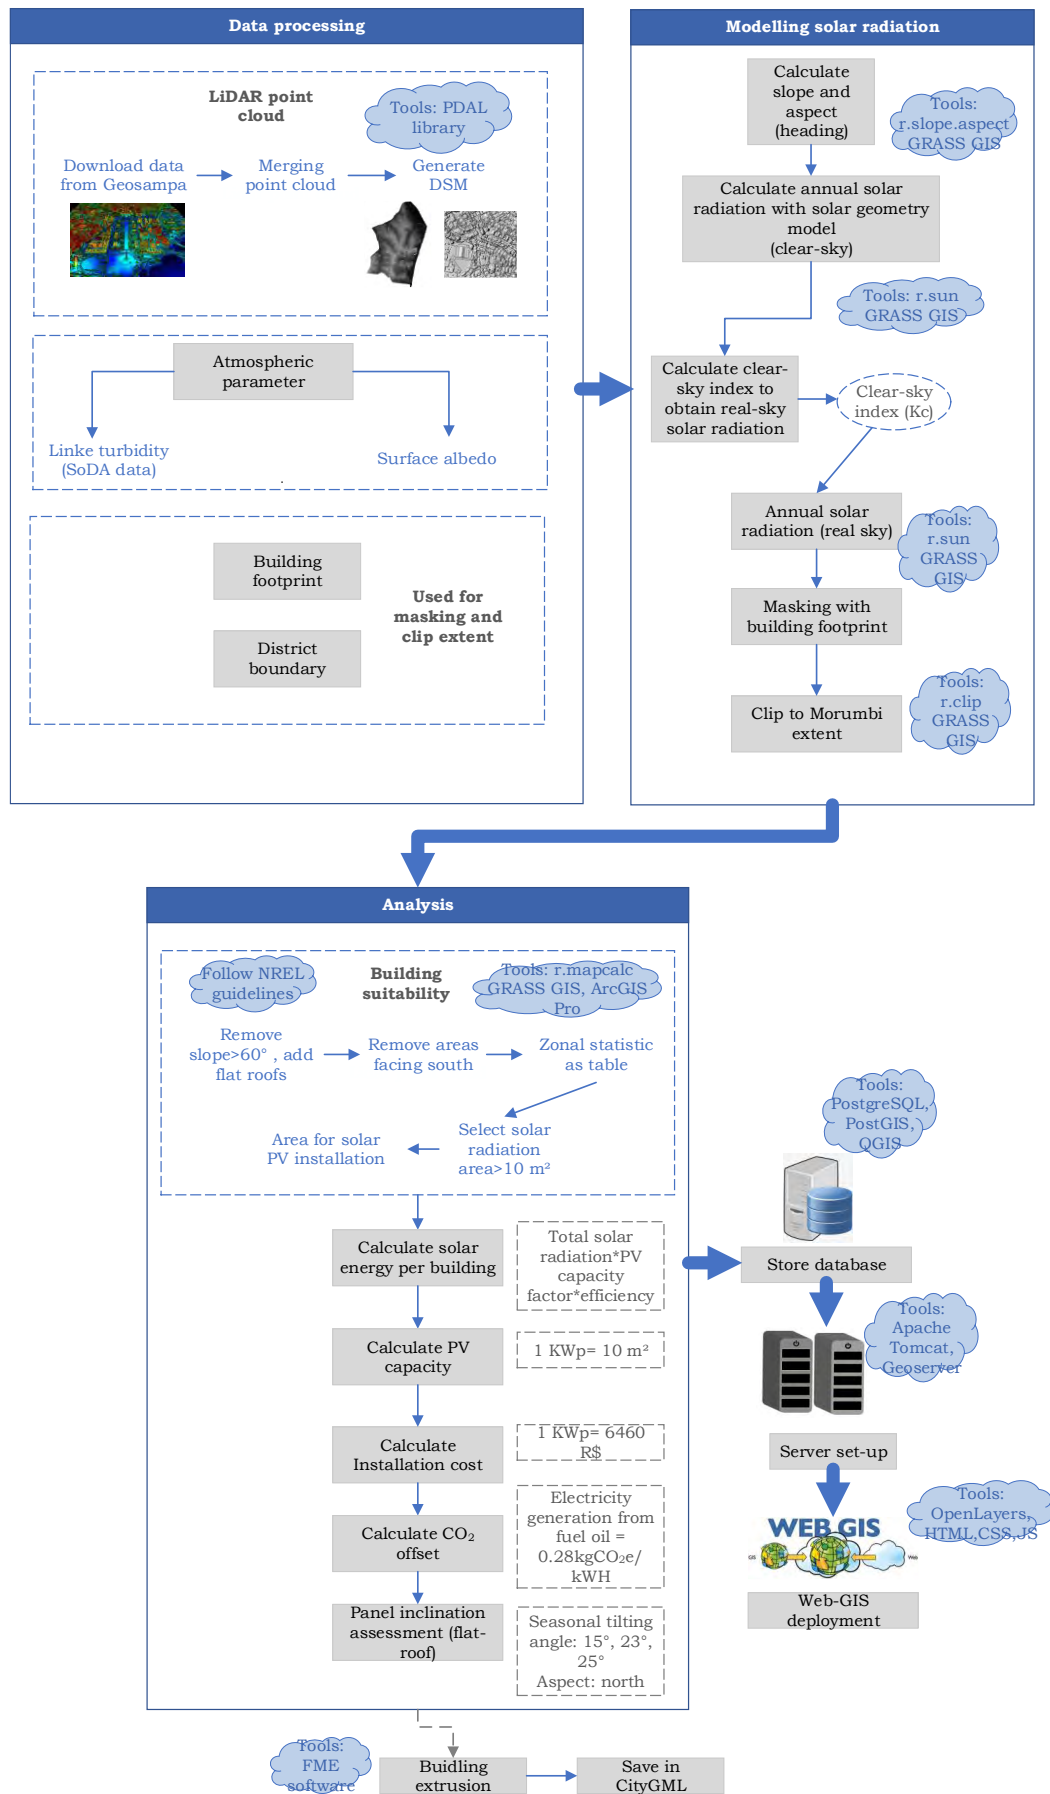 Data processing
LiDAR point
cloud
Tools: PDAL
library
Download data
from Geosampa
Merging
point cloud
Generate
DSM
Atmospheric
parameter
Linke turbidity
(SoDA data)
Surface albedo
.
Building
footprint
Used for
masking and
clip extent
District
boundary
Modelling solar radiation
Calculate
slope and
aspect
(heading)
Tools:
r.slope.aspect
GRASS GIS
Calculate annual solar
radiation with solar geometry
model
(clear-sky)
Tools: r.sun
GRASS GIS
Calculate clear-
sky index to
obtain real-sky
solar radiation
Clear-sky
index (Kc)
Annual solar
radiation (real sky)
Tools:
r.sun
GRASS
GIS
Masking with
building footprint
Tools:
r.clip
GRASS
GIS
Clip to Morumbi
extent
Analysis
Follow NREL
guidelines
Building
suitability
Tools: r.mapcalc
GRASS GIS, ArcGIS
Pro
Remove
slope>60° , add
flat roofs
Remove areas
facing south
Zonal statistic
as table
Select solar
radiation
area>10 m²
Area for solar
PV installation
Calculate solar
energy per building
Total solar
radiation*PV
capacity
factor*efficiency
Calculate PV
capacity
1 KWp= 10 m²
Calculate
Installation cost
1 KWp= 6460
R$
Calculate CO₂
offset
Electricity
generation from
fuel oil =
0.28kgCO₂e/
kWH
Panel inclination
assessment (flat-
roof)
Seasonal tilting
angle: 15°, 23°,
25°
Aspect: north
Tools:
PostgreSQL,
PostGIS,
QGIS
Store database
Tools:
Apache
Tomcat,
Geoserver
Server set-up
Tools:
OpenLayers,
HTML,CSS,JS
WEB GIS
GIS
Web
Web-GIS
deployment
Tools:
FME
software
Buidling
extrusion
Save in
CityGML